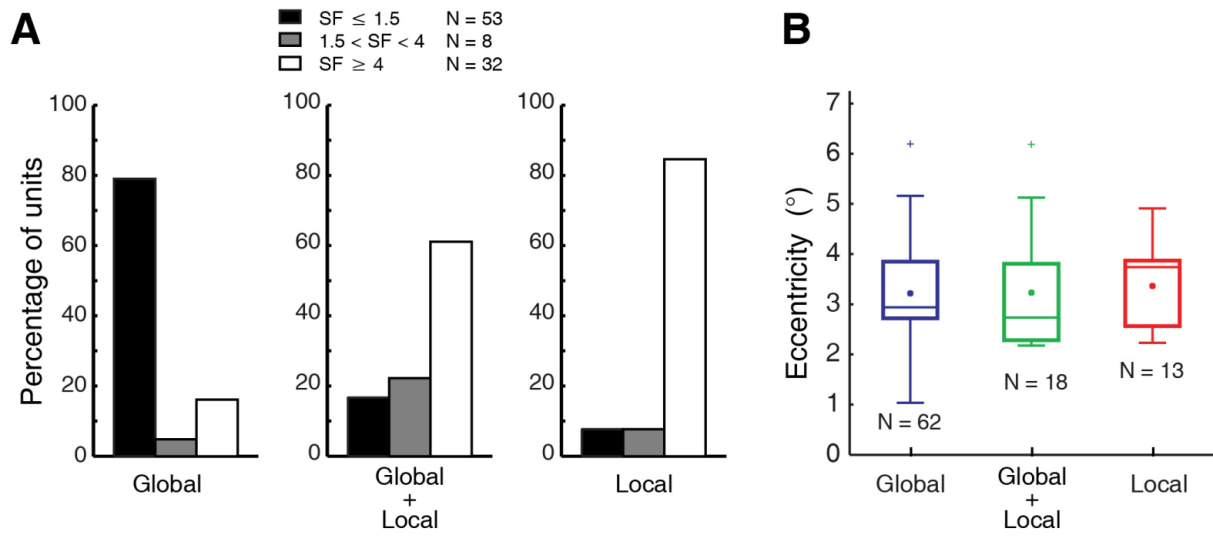 A
SF ≤ 1.5 N = 53
1.5 < SF < 4 N = 8
SF ≥ 4 N = 32
Percentage of units
100
80
60
40
20
0
Global
100
80
60
40
20
0
Global
+
Local
100
80
60
40
20
0
Local
B
Eccentricity (°)
7
6
5
4
3
2
1
0
N = 62
N = 18
N = 13
Global
Global
+
Local
Local